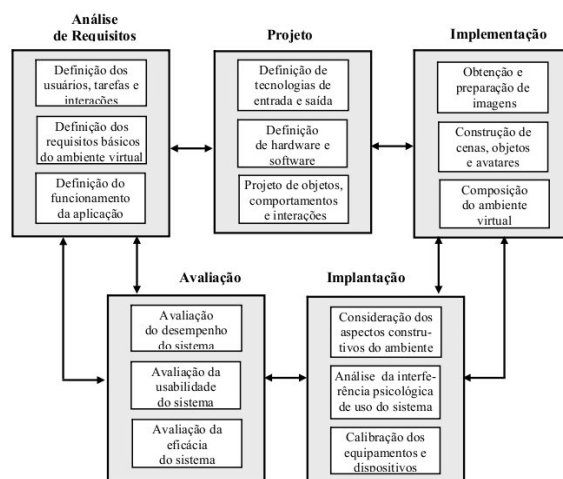 Análise
de Requisitos
Definição dos
usuários, tarefas e
interações
Definição dos
requisitos básicos
do ambiente virtual
Definição do
funcionamento
da aplicação
Projeto
Definição de
tecnologias de
entrada e saída
Definição
de hardware e
software
Projeto de objetos,
comportamentos
e interações
Implementação
Obtenção e
preparação de
imagens
Construção de
cenas, objetos
e avatares
Composição
do ambiente
virtual
Avaliação
Avaliação
do desempenho
do sistema
Avaliação da
usabilidade
do sistema
Avaliação da
eficácia
do sistema
Implantação
Consideração dos
aspectos constru-
tivos do ambiente
Análise da interfe-
rência psicológica
de uso do sistema
Calibração dos
equipamentos e
dispositivos